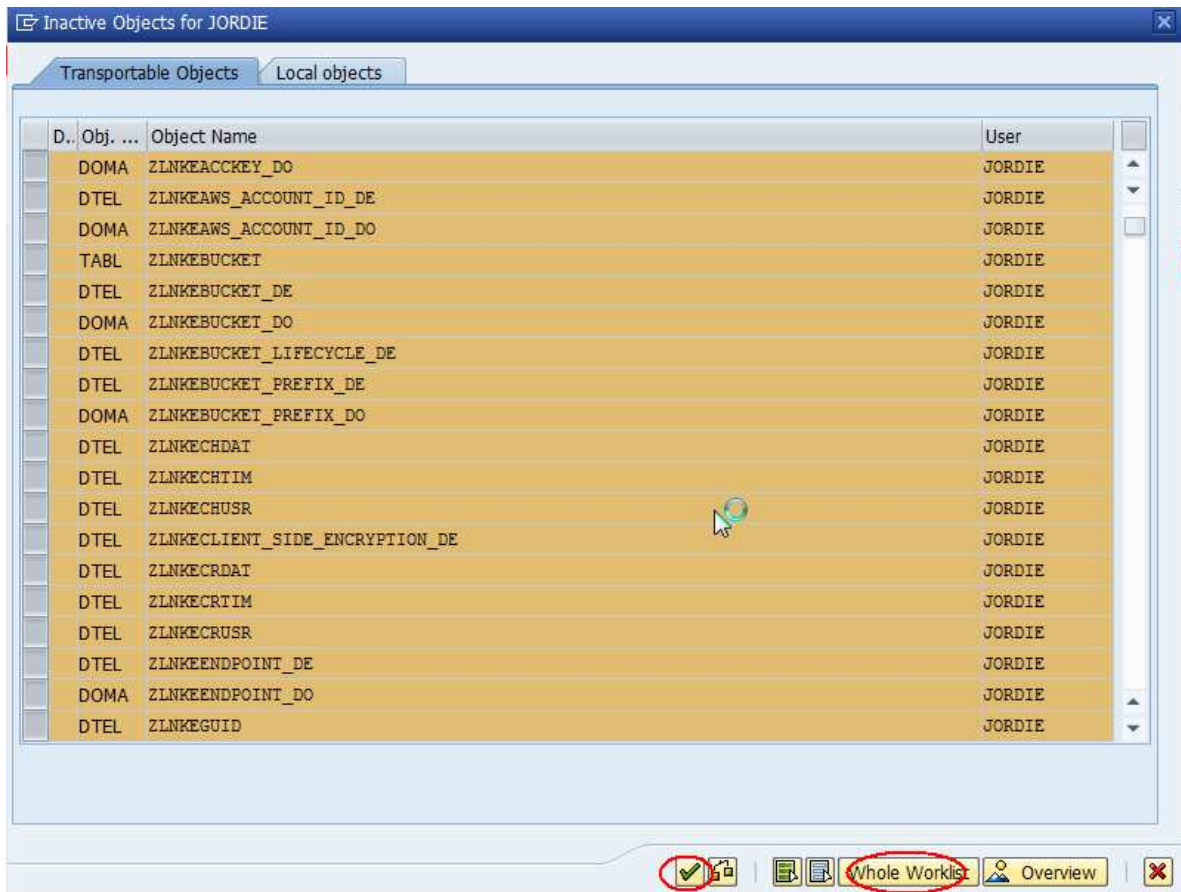 Inactive Objects for JORDIE
Transportable Objects Local objects
D.. Obj. ... Object Name User
DOMA ZLNKEACCKEY_DO JORDIE
DTEL ZLNKEAWS_ACCOUNT_ID_DE JORDIE
DOMA ZLNKEAWS_ACCOUNT_ID_DO JORDIE
TABL ZLNKEBUCKET JORDIE
DTEL ZLNKEBUCKET_DE JORDIE
DOMA ZLNKEBUCKET_DO JORDIE
DTEL ZLNKEBUCKET_LIFECYCLE_DE JORDIE
DTEL ZLNKEBUCKET_PREFIX_DE JORDIE
DOMA ZLNKEBUCKET_PREFIX_DO JORDIE
DTEL ZLNKECHDAT JORDIE
DTEL ZLNKECHTIM JORDIE
DTEL ZLNKECHUSR JORDIE
DTEL ZLNKECLIENT_SIDE_ENCRYPTION_DE JORDIE
DTEL ZLNKECRDAT JORDIE
DTEL ZLNKECRTIM JORDIE
DTEL ZLNKECRUSR JORDIE
DTEL ZLNKEENDPOINT_DE JORDIE
DOMA ZLNKEENDPOINT_DO JORDIE
DTEL ZLNKEGUID JORDIE
Whole Worklist Overview